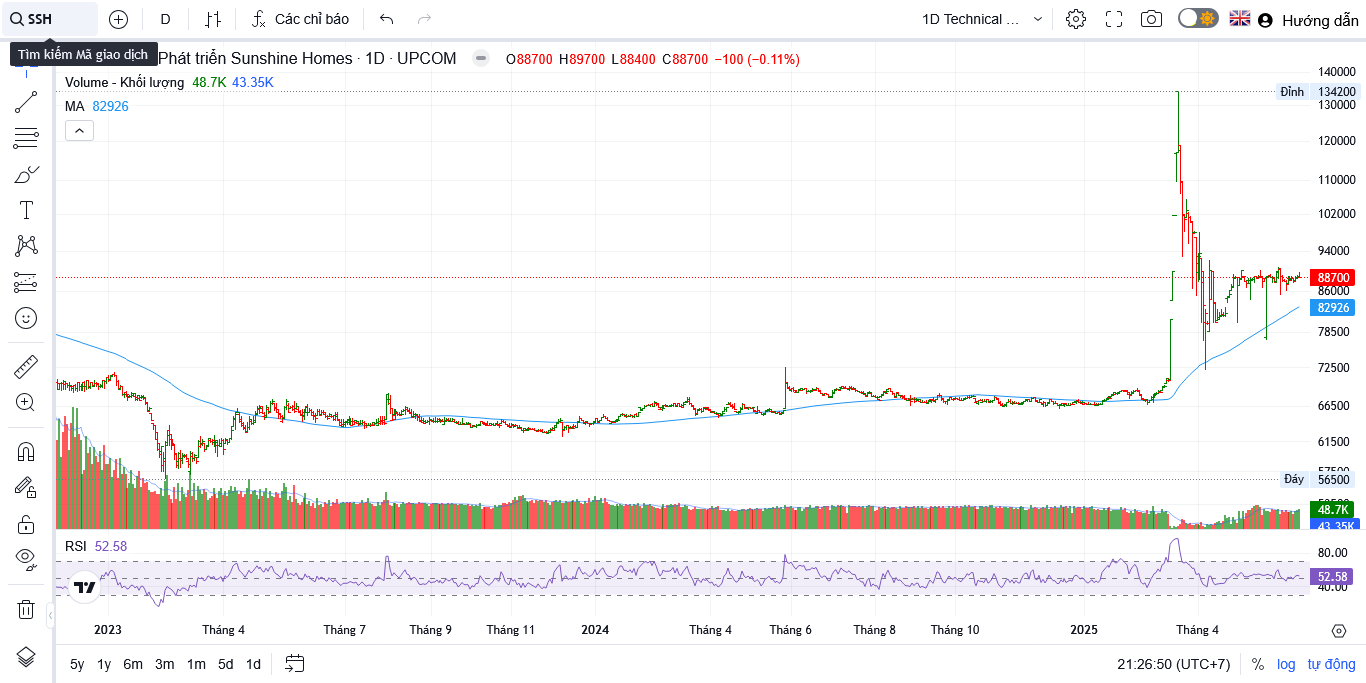 SSH
D
Các chỉ báo
1D Technical ...
Hướng dẫn
Tìm kiếm Mã giao dịch
Phát triển Sunshine Homes · 1D · UPCOM
O88700 H89700 L88400 C88700 −100 (−0.11%)
Volume - Khối lượng 48.7K 43.35K
MA 82926
140000
Đỉnh 134200
130000
120000
110000
102000
94000
88700
86000
82926
78500
72500
66500
61500
57500
Đáy 56500
48.7K
43.35K
RSI 52.58
80.00
52.58
40.00
2023 Tháng 4 Tháng 7 Tháng 9 Tháng 11 2024 Tháng 4 Tháng 6 Tháng 8 Tháng 10 2025 Tháng 4
5y 1y 6m 3m 1m 5d 1d
21:26:50 (UTC+7) % log tự động